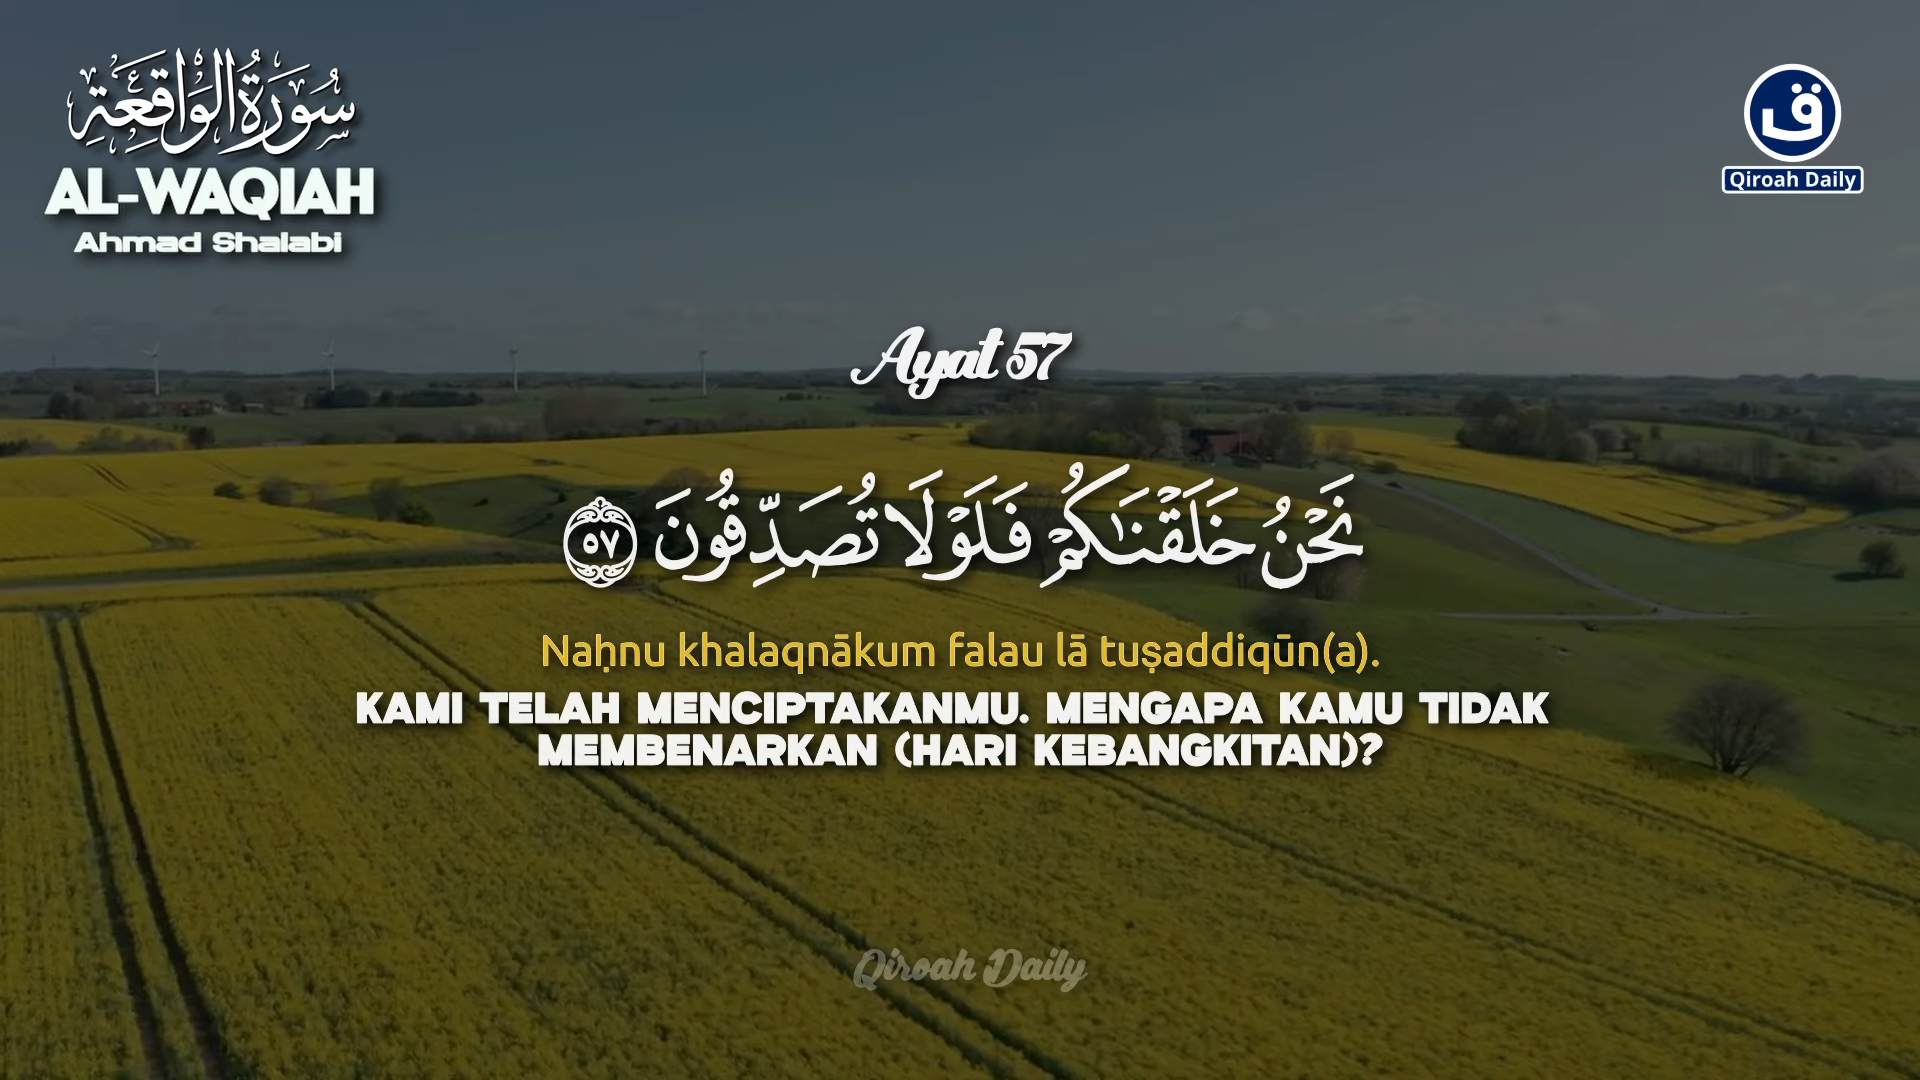 سُورَةُ الْوَاقِعَةِ
AL-WAQIAH
Ahmad Shalabi
ق
Qiroah Daily
Ayat 57
نَحْنُ خَلَقْنَٰكُمْ فَلَوْلَا تُصَدِّقُونَ ٥٧
Naḥnu khalaqnākum falau lā tuṣaddiqūn(a).
KAMI TELAH MENCIPTAKANMU. MENGAPA KAMU TIDAK
MEMBENARKAN (HARI KEBANGKITAN)?
Qiroah Daily